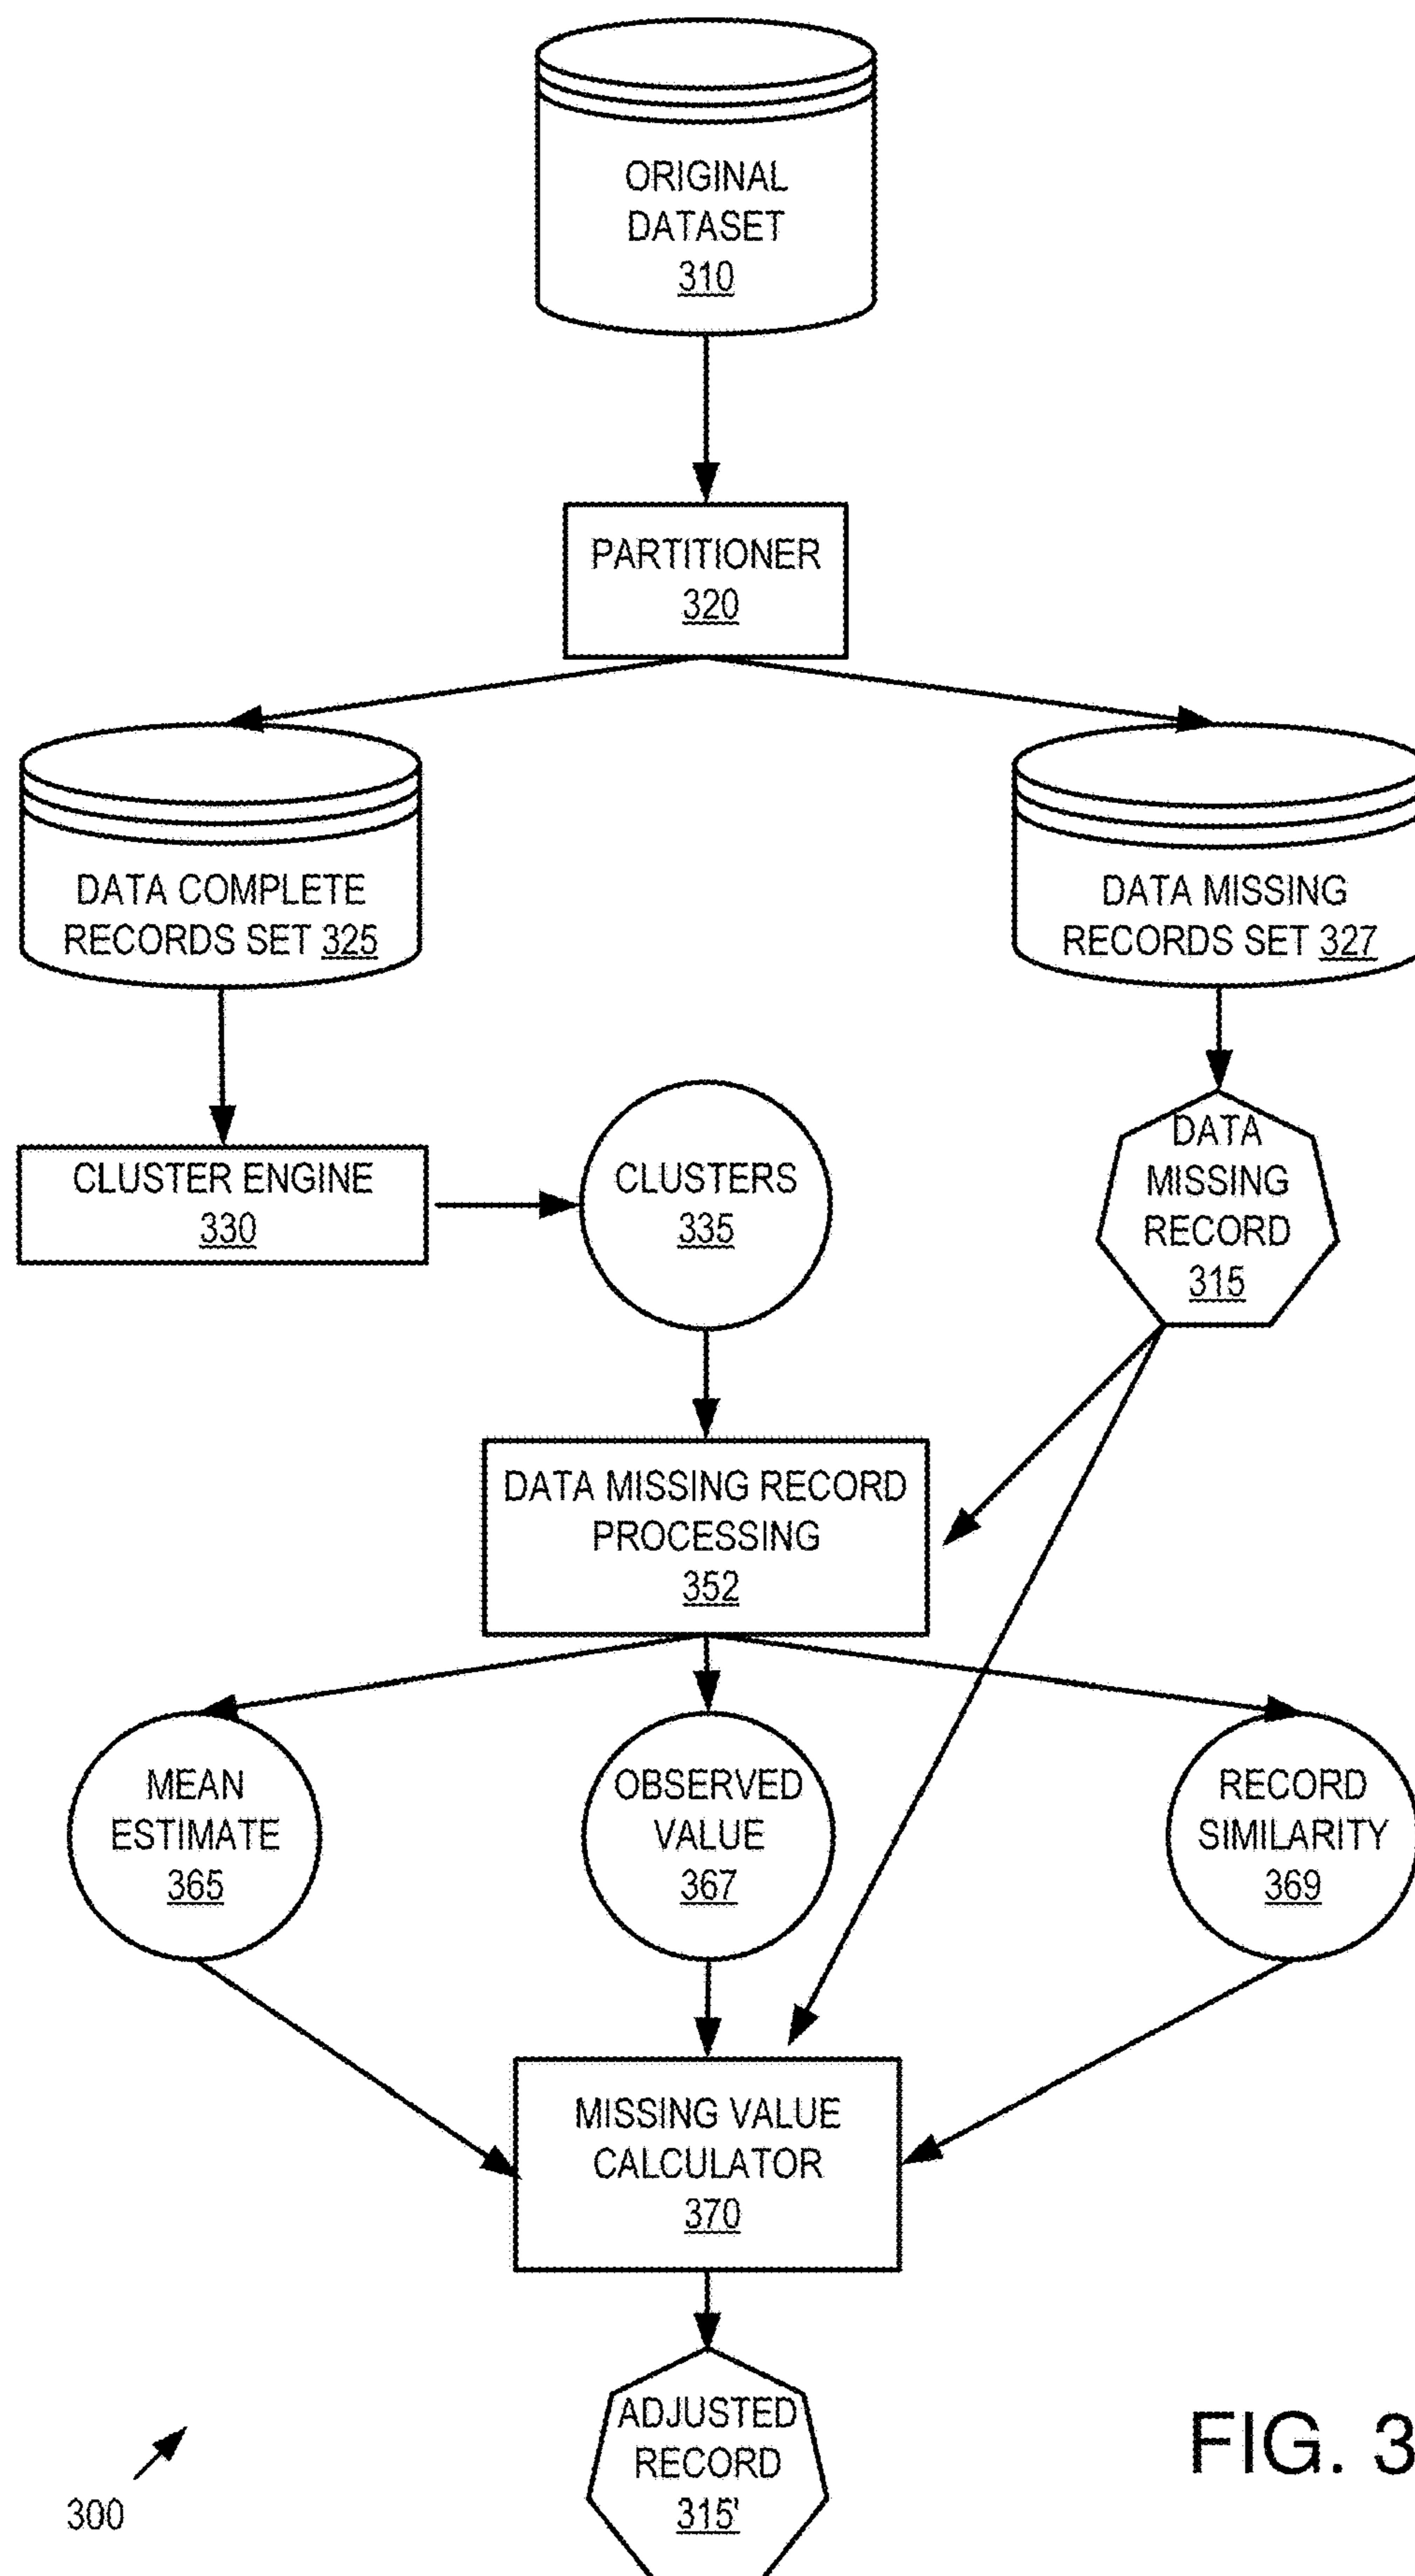 ORIGINAL
DATASET
310
PARTITIONER
320
DATA COMPLETE
RECORDS SET 325
DATA MISSING
RECORDS SET 327
CLUSTER ENGINE
330
CLUSTERS
335
DATA
MISSING
RECORD
315
DATA MISSING RECORD
PROCESSING
352
MEAN
ESTIMATE
365
OBSERVED
VALUE
367
RECORD
SIMILARITY
369
MISSING VALUE
CALCULATOR
370
ADJUSTED
RECORD
315'
300
FIG. 3